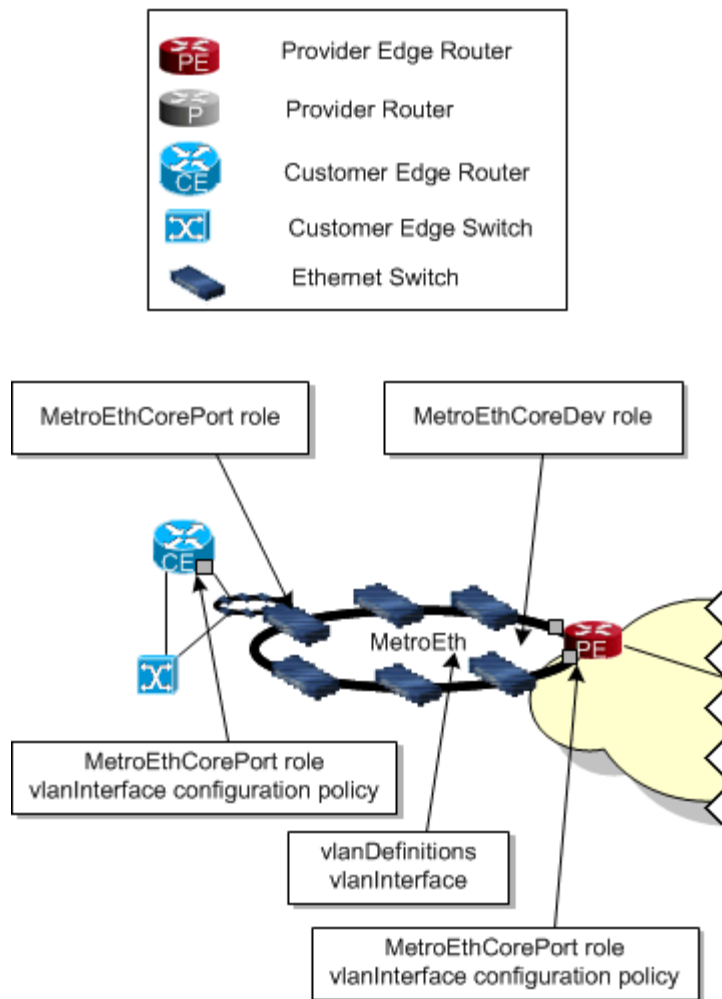 PE
Provider Edge Router
P
Provider Router
CE
Customer Edge Router
Customer Edge Switch
Ethernet Switch
MetroEthCorePort role
MetroEthCoreDev role
CE
MetroEth
PE
MetroEthCorePort role
vlanInterface configuration policy
vlanDefinitions
vlanInterface
MetroEthCorePort role
vlanInterface configuration policy